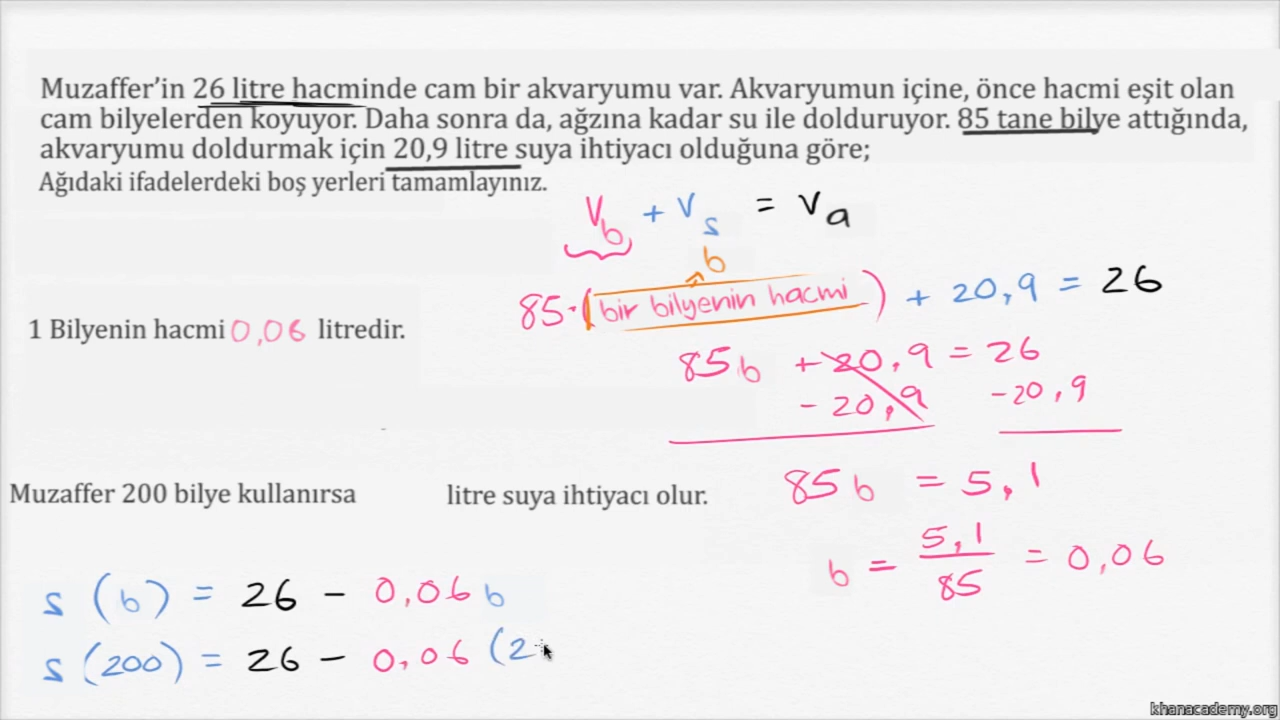 Muzaffer'in 26 litre hacminde cam bir akvaryumu var. Akvaryumun içine, önce hacmi eşit olan
cam bilyelerden koyuyor. Daha sonra da, ağzına kadar su ile dolduruyor. 85 tane bilye attığında,
akvaryumu doldurmak için 20,9 litre suya ihtiyacı olduğuna göre;
Ağıdaki ifadelerdeki boş yerleri tamamlayınız.
V_b + V_s = V_a
b
85·(bir bilyenin hacmi) + 20,9 = 26
1 Bilyenin hacmi 0,06 litredir.
85b + 20,9 = 26
- 20,9 - 20,9
85b = 5,1
Muzaffer 200 bilye kullanırsa litre suya ihtiyacı olur.
b = 5,1/85 = 0,06
s (b) = 26 - 0,06 b
s (200) = 26 - 0,06 (2
khanacademy.org